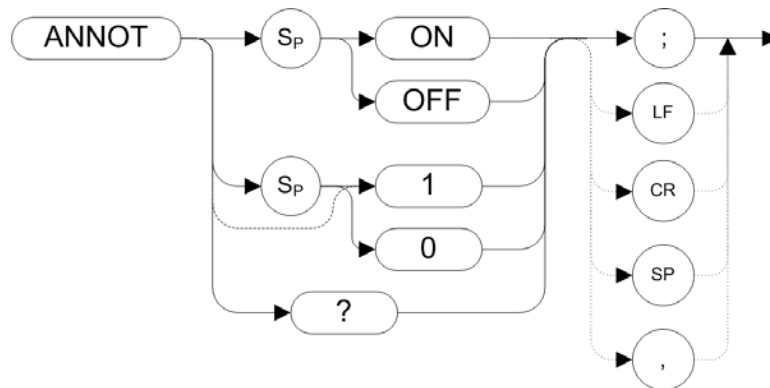 ANNOT SP ON ;
OFF LF
SP 1 CR
0 SP
? ,